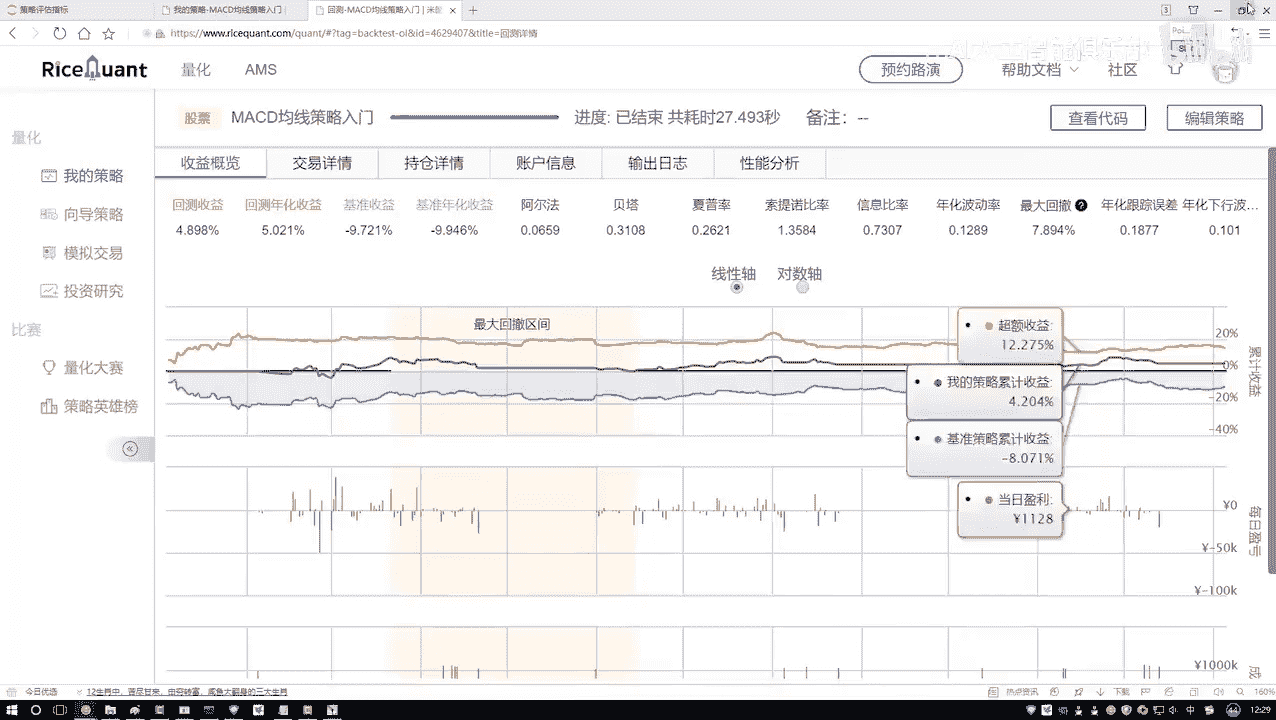 策略评估指标
我的策略-MACD均线策略入门
回测-MACD均线策略入门 | 米筐
https://www.ricequant.com/quant/#?tag=backtest-ol&id=4629407&title=回测详情
RiceQuant
量化
AMS
预约路演
帮助文档
社区
股票
MACD均线策略入门
进度: 已结束 共耗时27.493秒
备注: --
查看代码
编辑策略
量化
我的策略
向导策略
模拟交易
投资研究
比赛
量化大赛
策略英雄榜
收益概览
交易详情
持仓详情
账户信息
输出日志
性能分析
回测收益 回测年化收益 基准收益 基准年化收益 阿尔法 贝塔 夏普率 索提诺比率 信息比率 年化波动率 最大回撤 年化跟踪误差 年化下行波...
4.898% 5.021% -9.721% -9.946% 0.0659 0.3108 0.2621 1.3584 0.7307 0.1289 7.894% 0.1877 0.101
线性轴 对数轴
最大回撤区间
超额收益:
12.275%
我的策略累计收益:
4.204%
基准策略累计收益:
-8.071%
当日盈利:
¥1128
20%
0%
-20%
-40%
累计收益
¥0
¥-50k
¥-100k
每日盈亏
¥1000k
成
今日优选
12生肖中，苦尽甘来，由穷转富，咸鱼大翻身的三大生肖
热点资讯
下载
160%
中
12:29